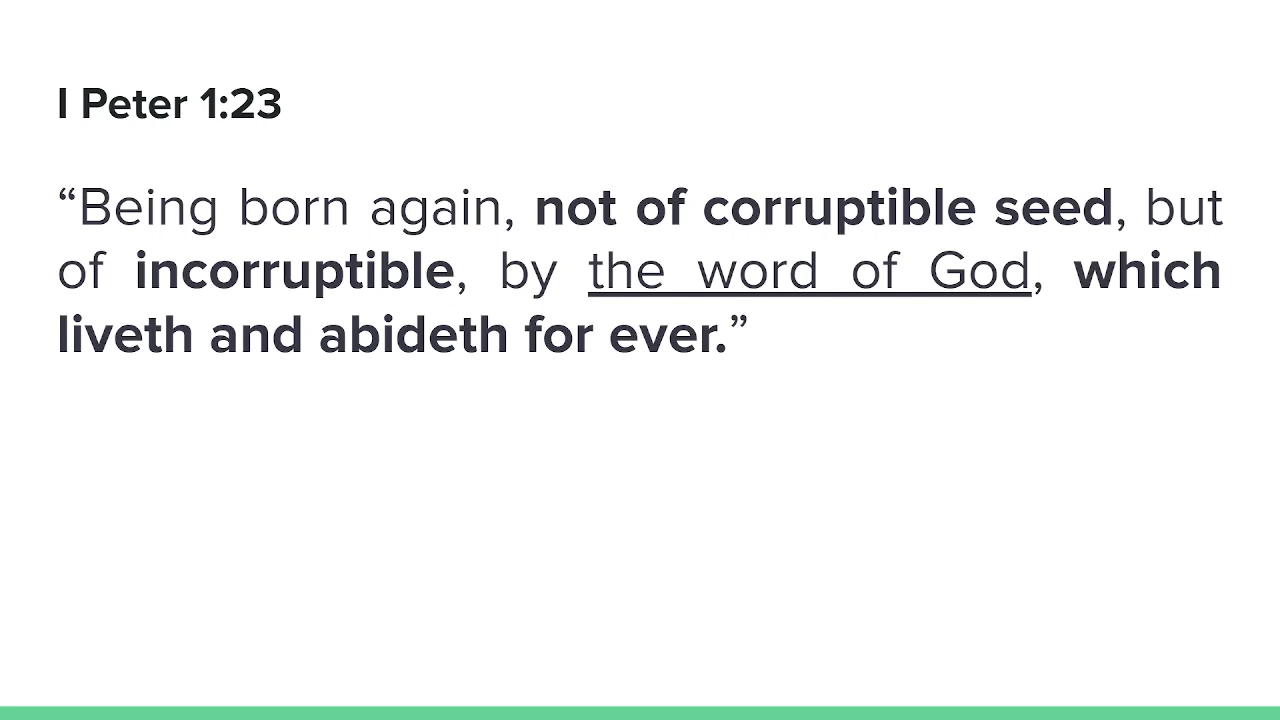 I Peter 1:23
“Being born again, not of corruptible seed, but
of incorruptible, by the word of God, which
liveth and abideth for ever.”